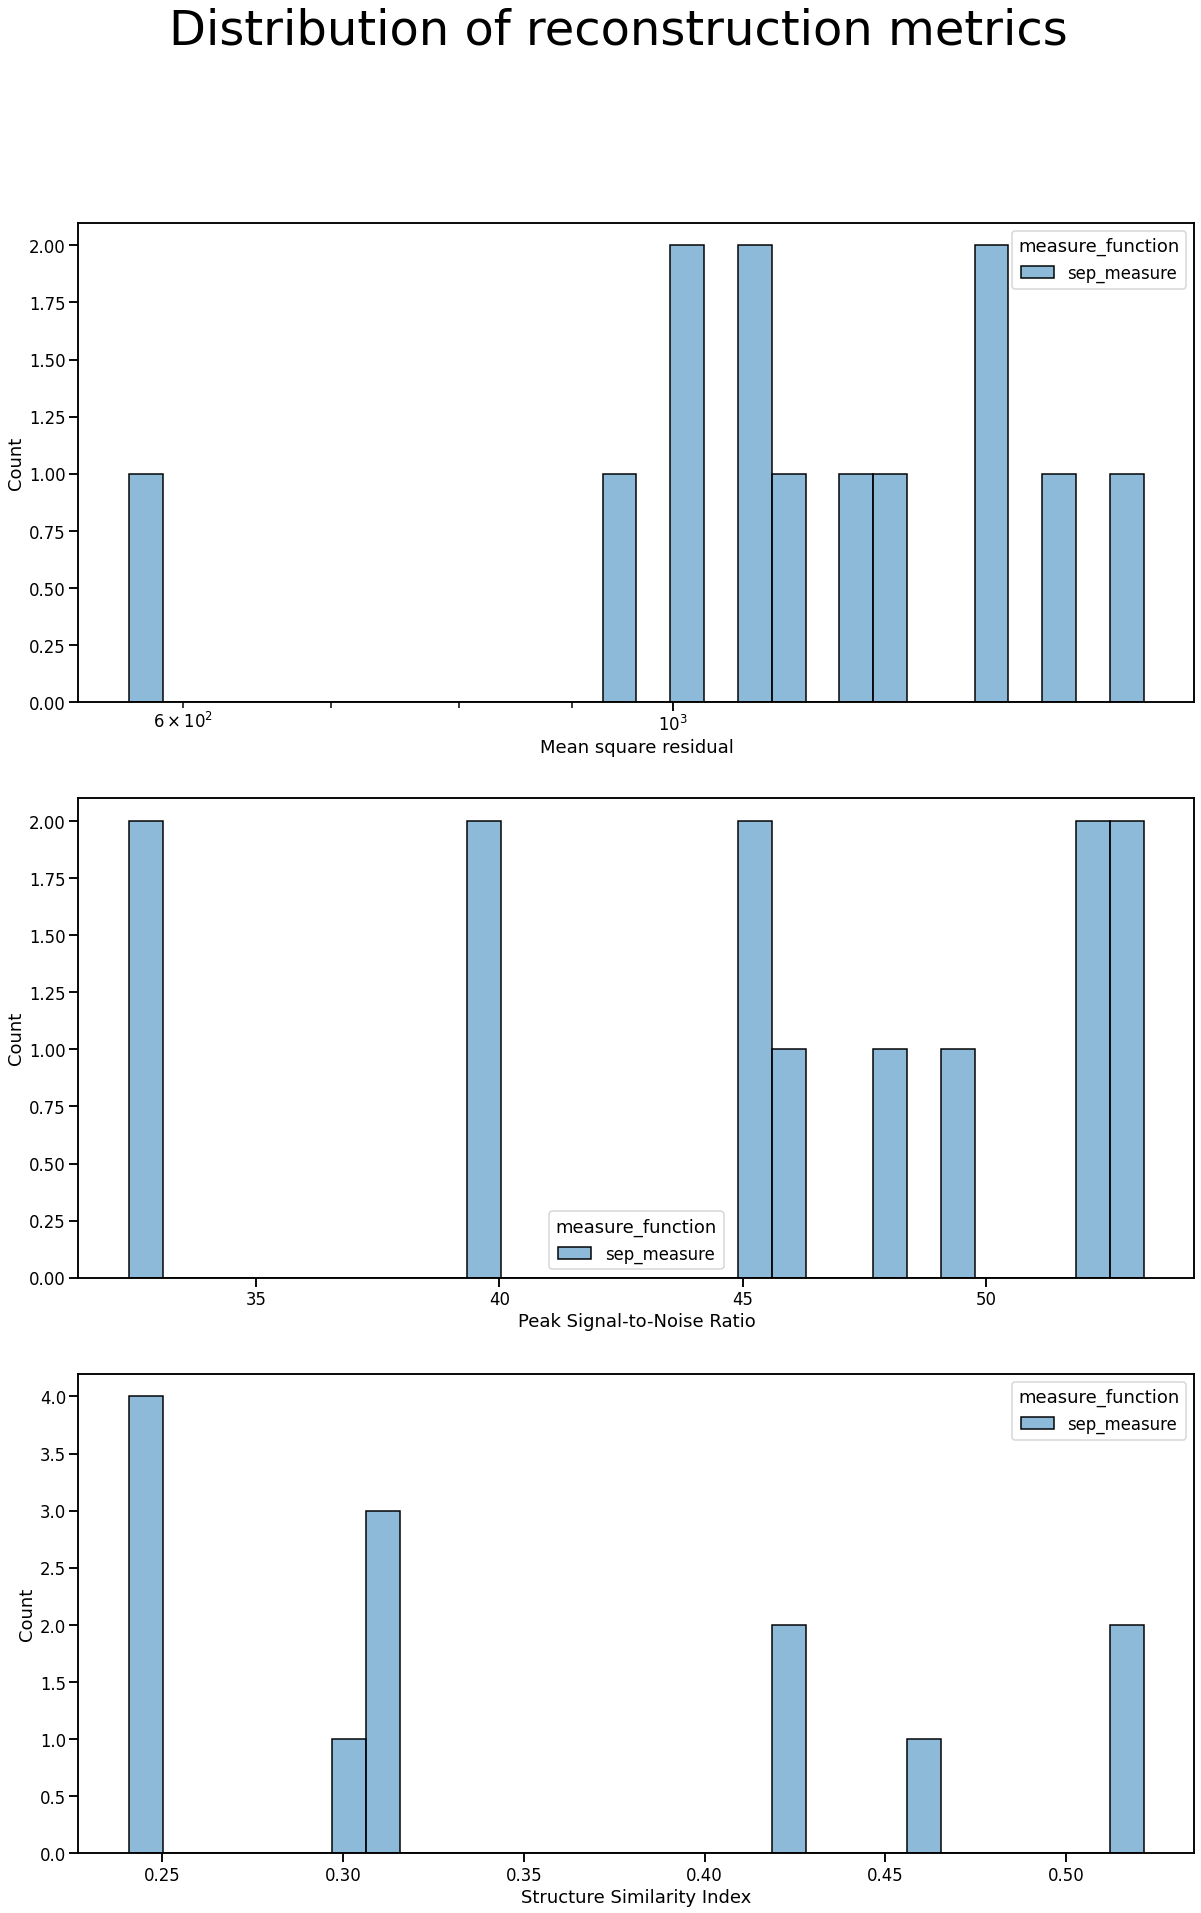 Distribution of reconstruction metrics
measure_function
sep_measure
2.00
1.75
1.50
1.25
1.00
0.75
0.50
0.25
0.00
Count
6 × 10²
10³
Mean square residual
2.00
1.75
1.50
1.25
1.00
0.75
0.50
0.25
0.00
Count
measure_function
sep_measure
35
40
45
50
Peak Signal-to-Noise Ratio
measure_function
sep_measure
4.0
3.5
3.0
2.5
2.0
1.5
1.0
0.5
0.0
Count
0.25
0.30
0.35
0.40
0.45
0.50
Structure Similarity Index